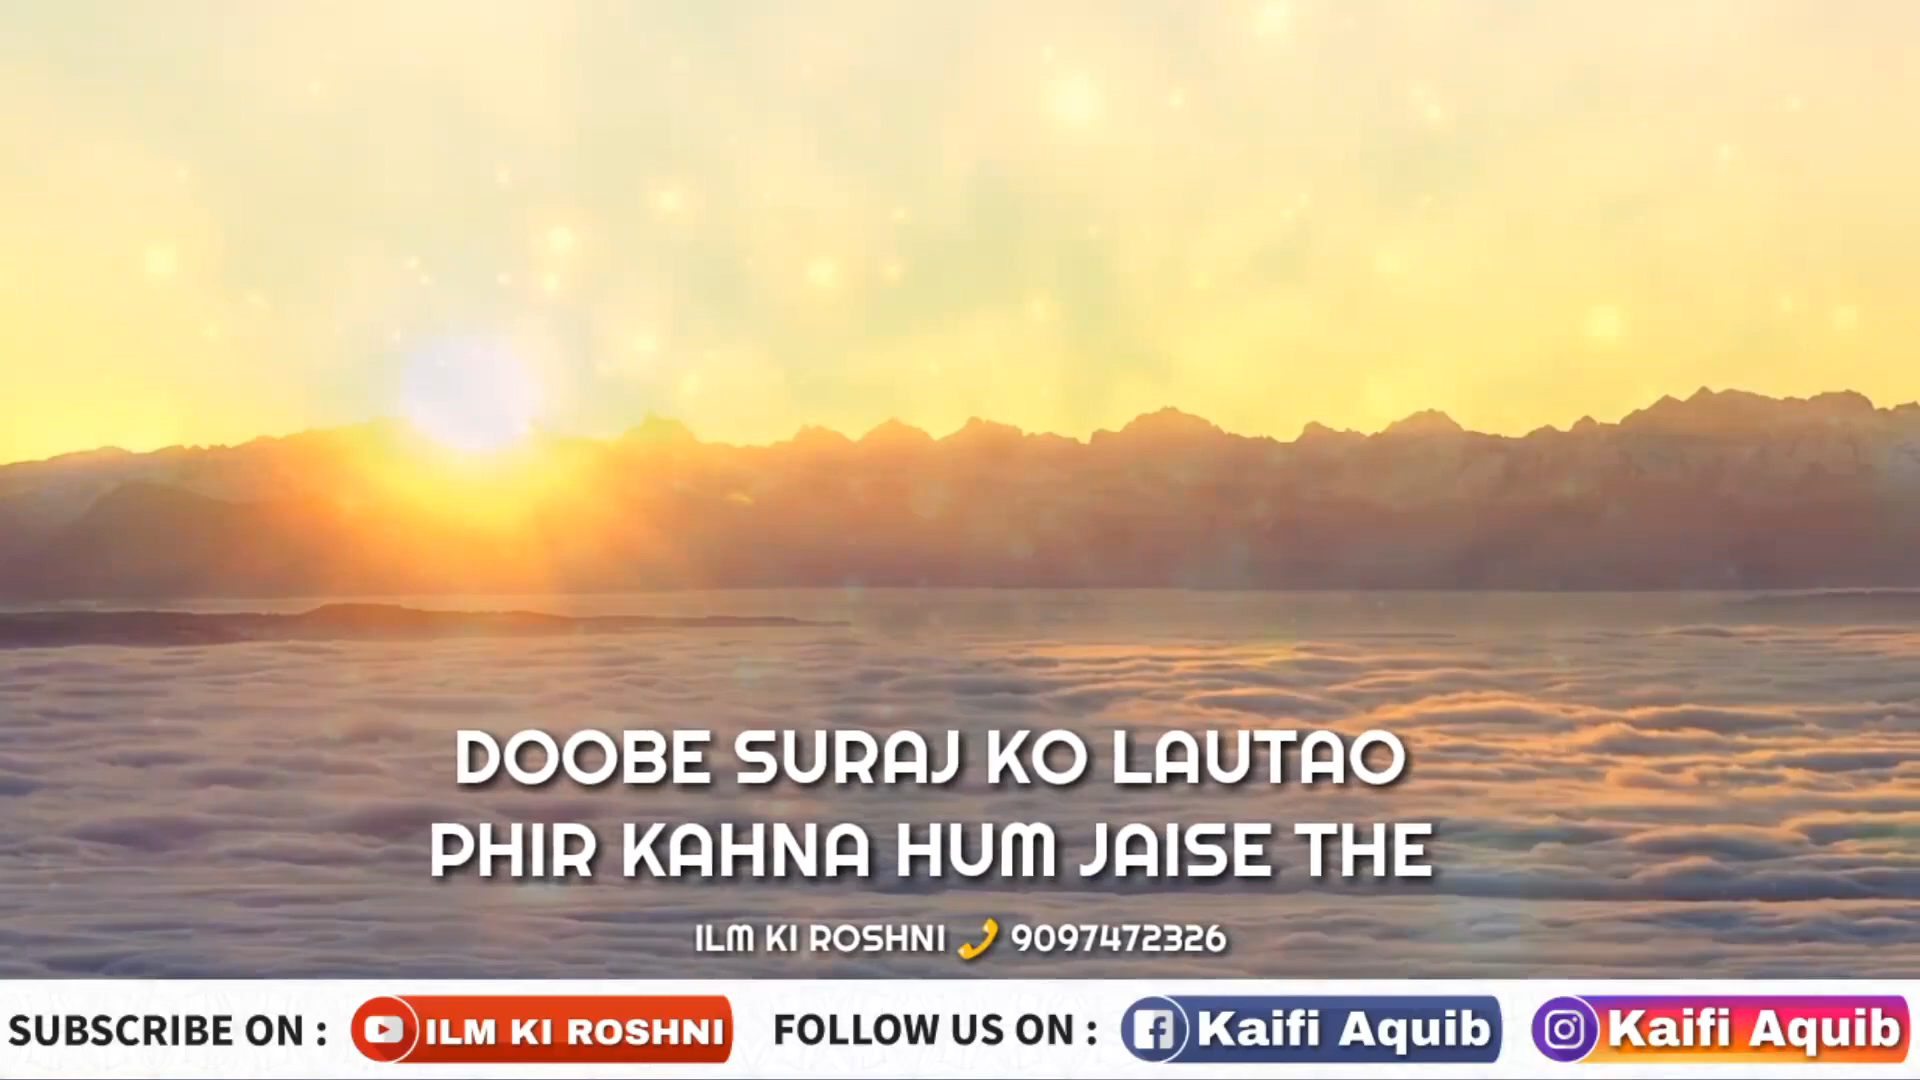 DOOBE SURAJ KO LAUTAO
PHIR KAHNA HUM JAISE THE
ILM KI ROSHNI 📞 9097472326
SUBSCRIBE ON : ILM KI ROSHNI FOLLOW US ON : Kaifi Aquib Kaifi Aquib